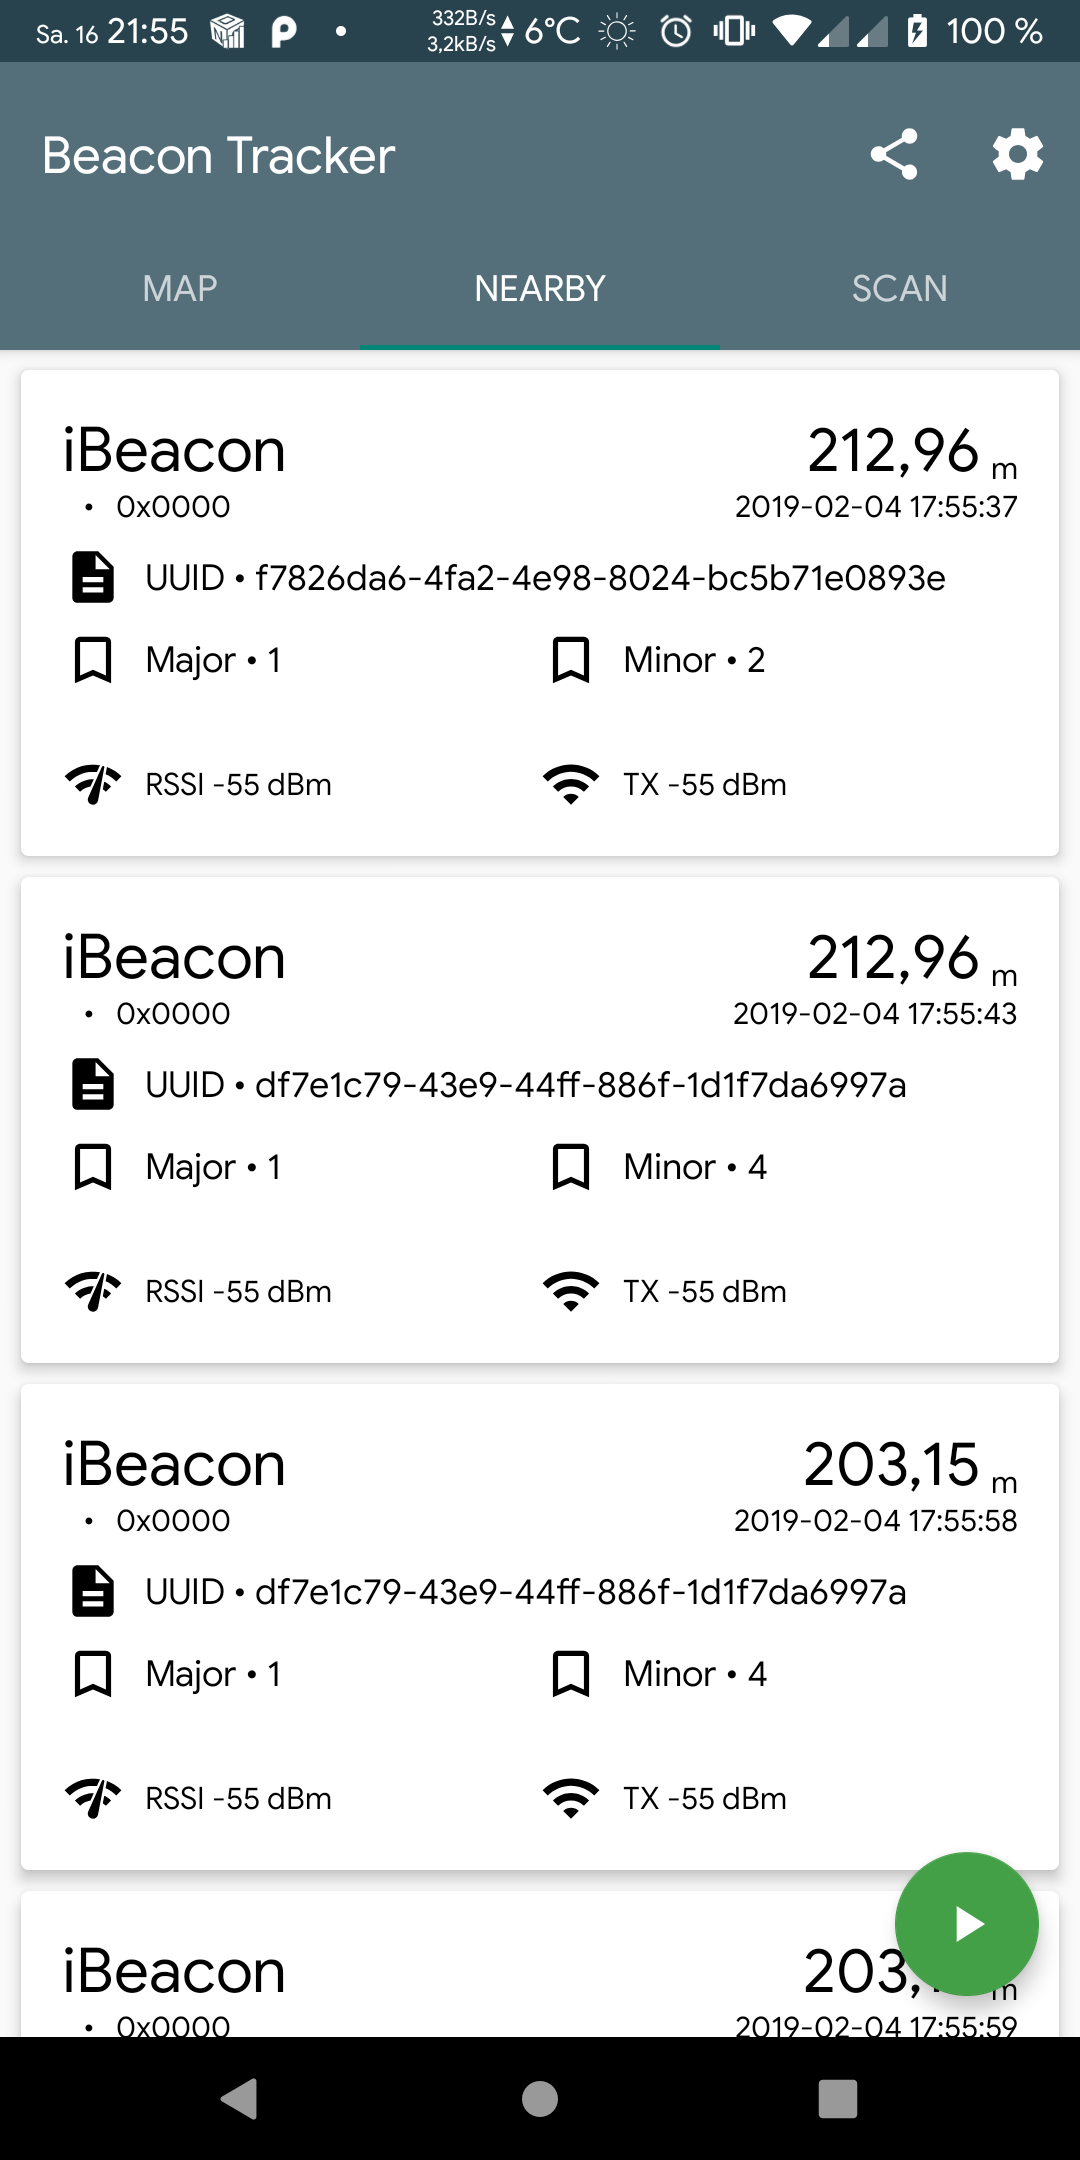 Sa. 16 21:55 332B/s 3,2kB/s 6°C 100 %
Beacon Tracker
MAP NEARBY SCAN
iBeacon 212,96 m
• 0x0000 2019-02-04 17:55:37
UUID • f7826da6-4fa2-4e98-8024-bc5b71e0893e
Major • 1 Minor • 2
RSSI -55 dBm TX -55 dBm
iBeacon 212,96 m
• 0x0000 2019-02-04 17:55:43
UUID • df7e1c79-43e9-44ff-886f-1d1f7da6997a
Major • 1 Minor • 4
RSSI -55 dBm TX -55 dBm
iBeacon 203,15 m
• 0x0000 2019-02-04 17:55:58
UUID • df7e1c79-43e9-44ff-886f-1d1f7da6997a
Major • 1 Minor • 4
RSSI -55 dBm TX -55 dBm
iBeacon 203, m
• 0x0000 2019-02-04 17:55:59